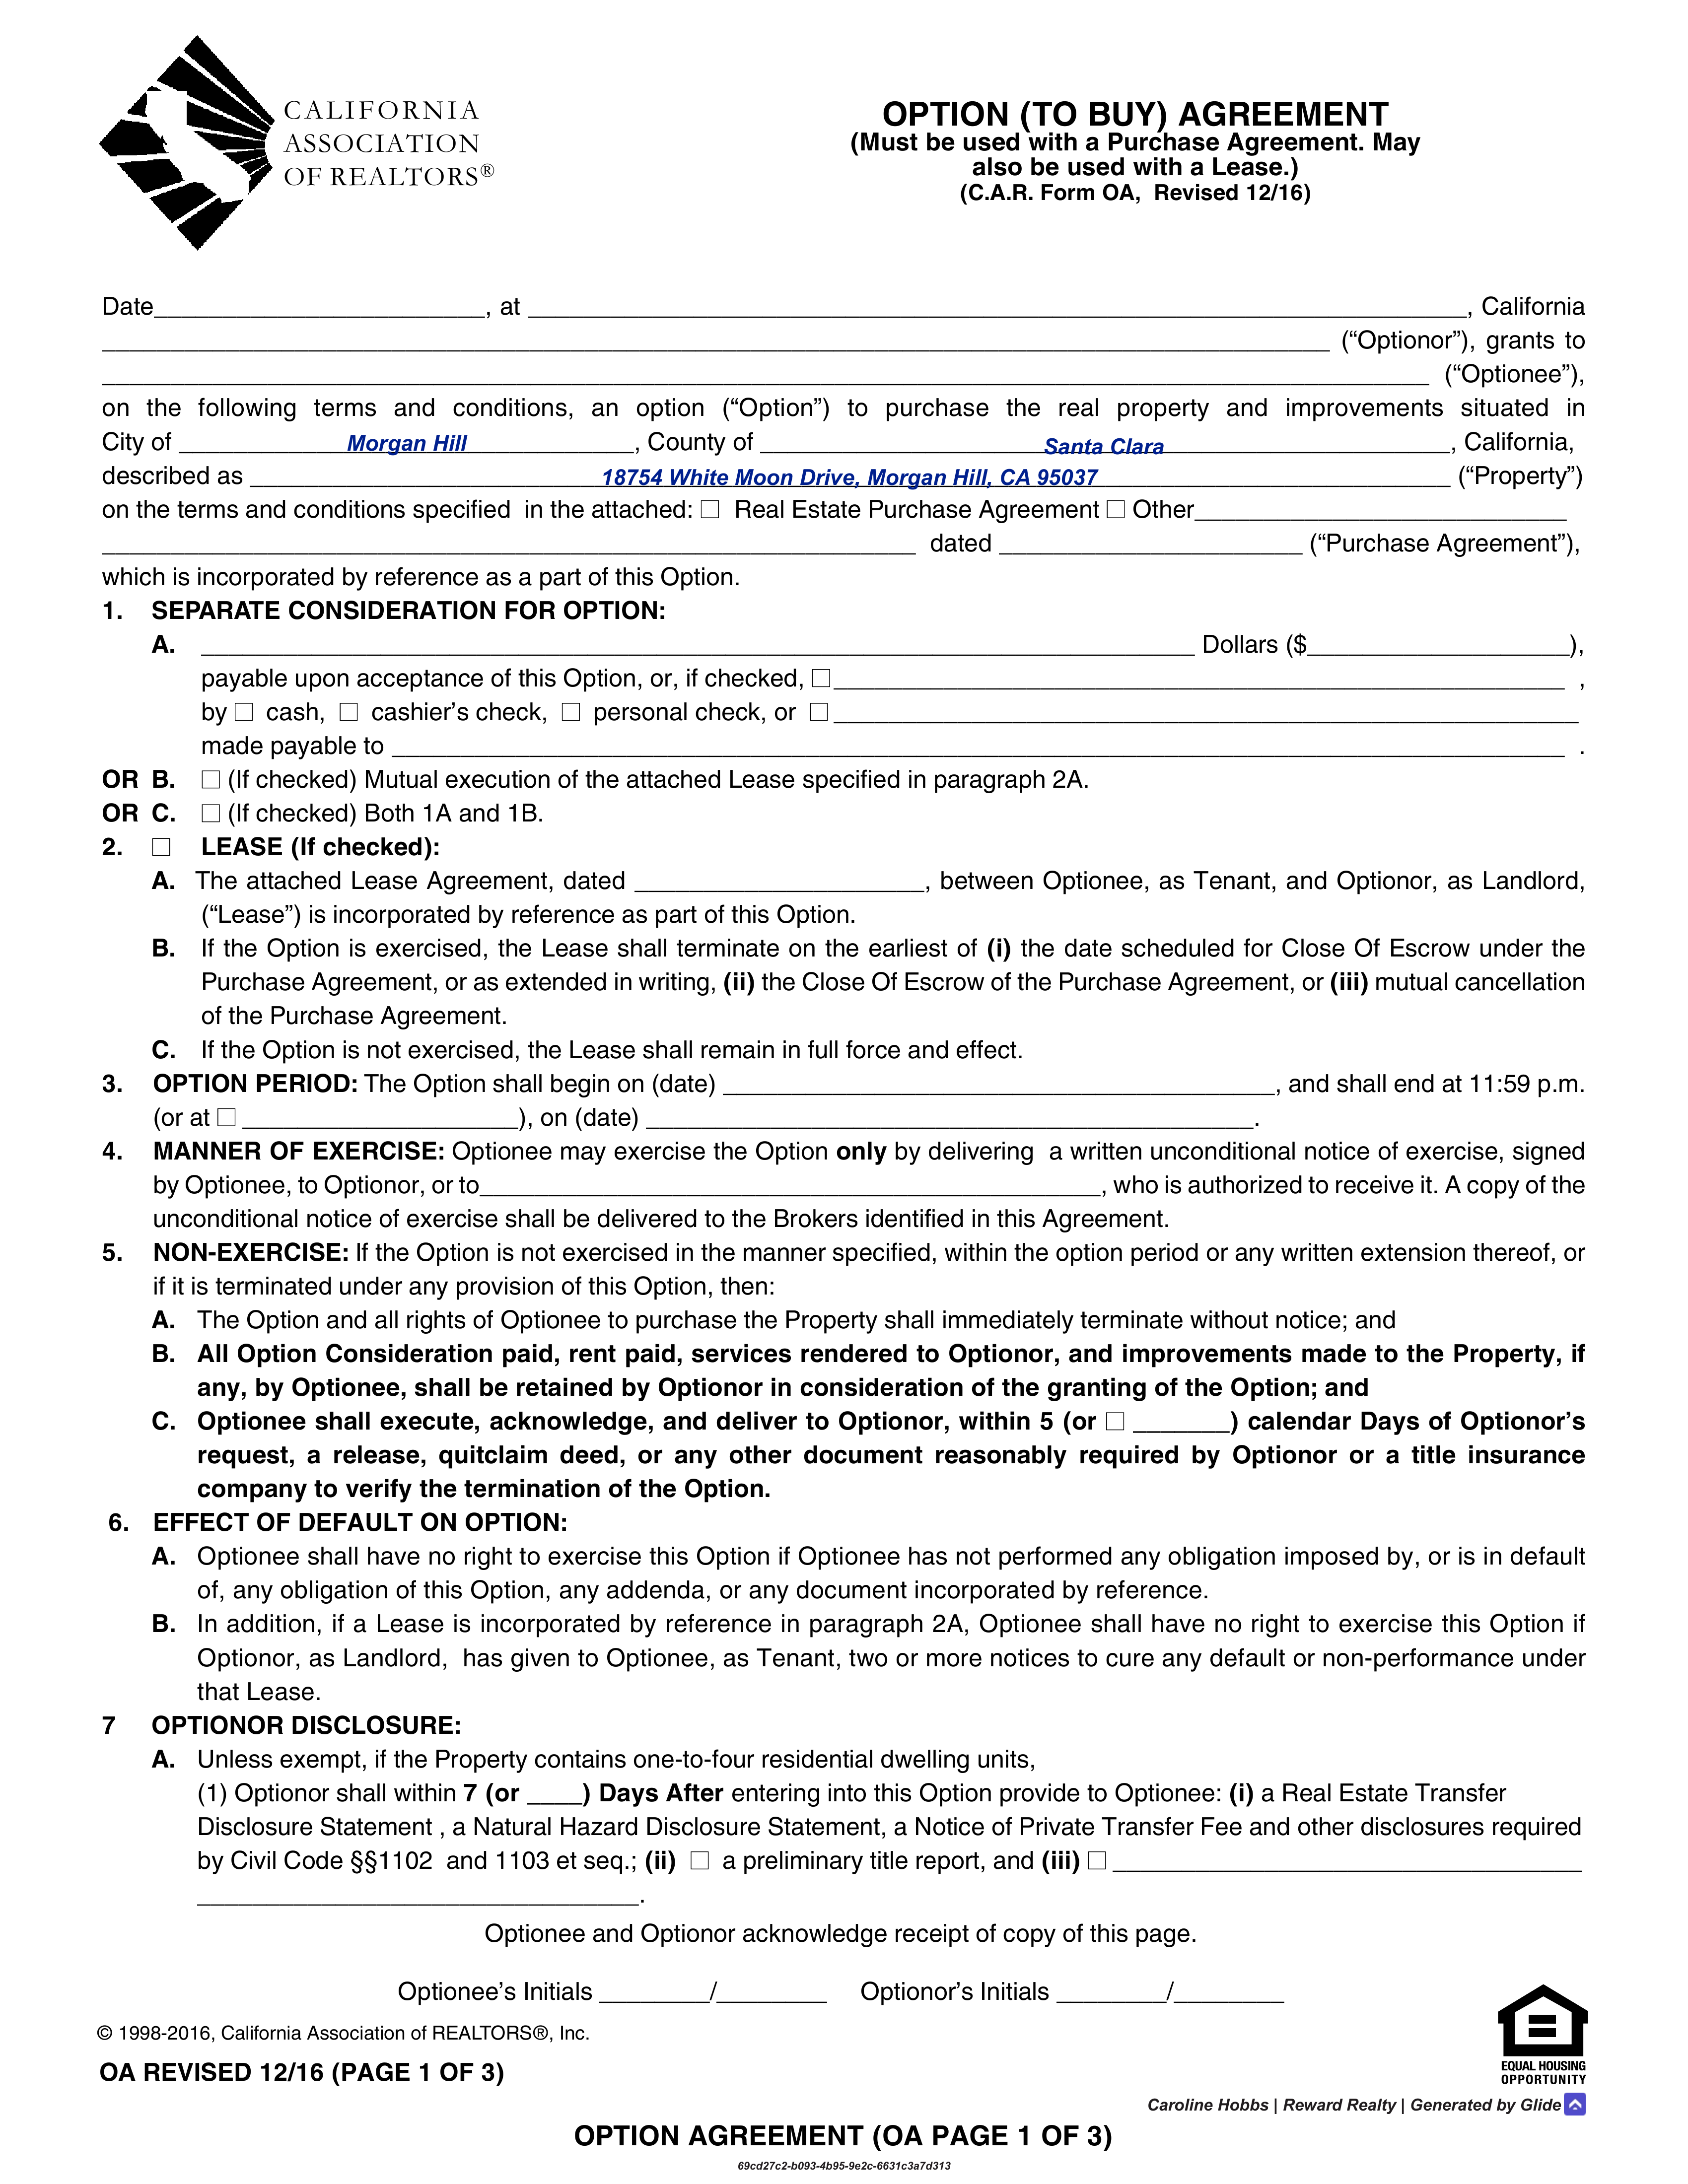 CALIFORNIA
ASSOCIATION
OF REALTORS®
OPTION (TO BUY) AGREEMENT
(Must be used with a Purchase Agreement. May
also be used with a Lease.)
(C.A.R. Form OA, Revised 12/16)
Date________________________, at ____________________________________________________________________, California
_________________________________________________________________________________________ (“Optionor”), grants to
________________________________________________________________________________________________ (“Optionee”),
on the following terms and conditions, an option (“Option”) to purchase the real property and improvements situated in
City of Morgan Hill, County of Santa Clara, California,
described as 18754 White Moon Drive, Morgan Hill, CA 95037 (“Property”)
on the terms and conditions specified in the attached: ☐ Real Estate Purchase Agreement ☐ Other___________________________
___________________________________________________________ dated ______________________ (“Purchase Agreement”),
which is incorporated by reference as a part of this Option.
1. SEPARATE CONSIDERATION FOR OPTION:
A. ________________________________________________________________________ Dollars ($___________________),
payable upon acceptance of this Option, or, if checked, ☐_____________________________________________________ ,
by ☐ cash, ☐ cashier’s check, ☐ personal check, or ☐ ______________________________________________________
made payable to _____________________________________________________________________________________ .
OR B. ☐ (If checked) Mutual execution of the attached Lease specified in paragraph 2A.
OR C. ☐ (If checked) Both 1A and 1B.
2. ☐ LEASE (If checked):
A. The attached Lease Agreement, dated _____________________, between Optionee, as Tenant, and Optionor, as Landlord,
(“Lease”) is incorporated by reference as part of this Option.
B. If the Option is exercised, the Lease shall terminate on the earliest of (i) the date scheduled for Close Of Escrow under the
Purchase Agreement, or as extended in writing, (ii) the Close Of Escrow of the Purchase Agreement, or (iii) mutual cancellation
of the Purchase Agreement.
C. If the Option is not exercised, the Lease shall remain in full force and effect.
3. OPTION PERIOD: The Option shall begin on (date) ________________________________________, and shall end at 11:59 p.m.
(or at ☐ ____________________), on (date) ____________________________________________.
4. MANNER OF EXERCISE: Optionee may exercise the Option only by delivering a written unconditional notice of exercise, signed
by Optionee, to Optionor, or to_____________________________________________, who is authorized to receive it. A copy of the
unconditional notice of exercise shall be delivered to the Brokers identified in this Agreement.
5. NON-EXERCISE: If the Option is not exercised in the manner specified, within the option period or any written extension thereof, or
if it is terminated under any provision of this Option, then:
A. The Option and all rights of Optionee to purchase the Property shall immediately terminate without notice; and
B. All Option Consideration paid, rent paid, services rendered to Optionor, and improvements made to the Property, if
any, by Optionee, shall be retained by Optionor in consideration of the granting of the Option; and
C. Optionee shall execute, acknowledge, and deliver to Optionor, within 5 (or ☐ _______) calendar Days of Optionor’s
request, a release, quitclaim deed, or any other document reasonably required by Optionor or a title insurance
company to verify the termination of the Option.
6. EFFECT OF DEFAULT ON OPTION:
A. Optionee shall have no right to exercise this Option if Optionee has not performed any obligation imposed by, or is in default
of, any obligation of this Option, any addenda, or any document incorporated by reference.
B. In addition, if a Lease is incorporated by reference in paragraph 2A, Optionee shall have no right to exercise this Option if
Optionor, as Landlord, has given to Optionee, as Tenant, two or more notices to cure any default or non-performance under
that Lease.
7 OPTIONOR DISCLOSURE:
A. Unless exempt, if the Property contains one-to-four residential dwelling units,
(1) Optionor shall within 7 (or ____) Days After entering into this Option provide to Optionee: (i) a Real Estate Transfer
Disclosure Statement , a Natural Hazard Disclosure Statement, a Notice of Private Transfer Fee and other disclosures required
by Civil Code §§1102 and 1103 et seq.; (ii) ☐ a preliminary title report, and (iii) ☐ __________________________________
________________________________.
Optionee and Optionor acknowledge receipt of copy of this page.
Optionee’s Initials ________/________ Optionor’s Initials ________/________
© 1998-2016, California Association of REALTORS®, Inc.
OA REVISED 12/16 (PAGE 1 OF 3)
EQUAL HOUSING
OPPORTUNITY
Caroline Hobbs | Reward Realty | Generated by Glide
OPTION AGREEMENT (OA PAGE 1 OF 3)
69cd27c2-b093-4b95-9e2c-6631c3a7d313